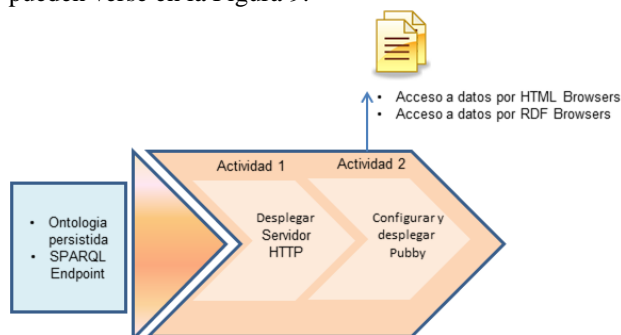 pueden verse en la Figura 9.
• Acceso a datos por HTML Browsers
• Acceso a datos por RDF Browsers
Actividad 1
Actividad 2
• Ontologia
persistida
• SPARQL
Endpoint
Desplegar
Servidor
HTTP
Configurar y
desplegar
Pubby